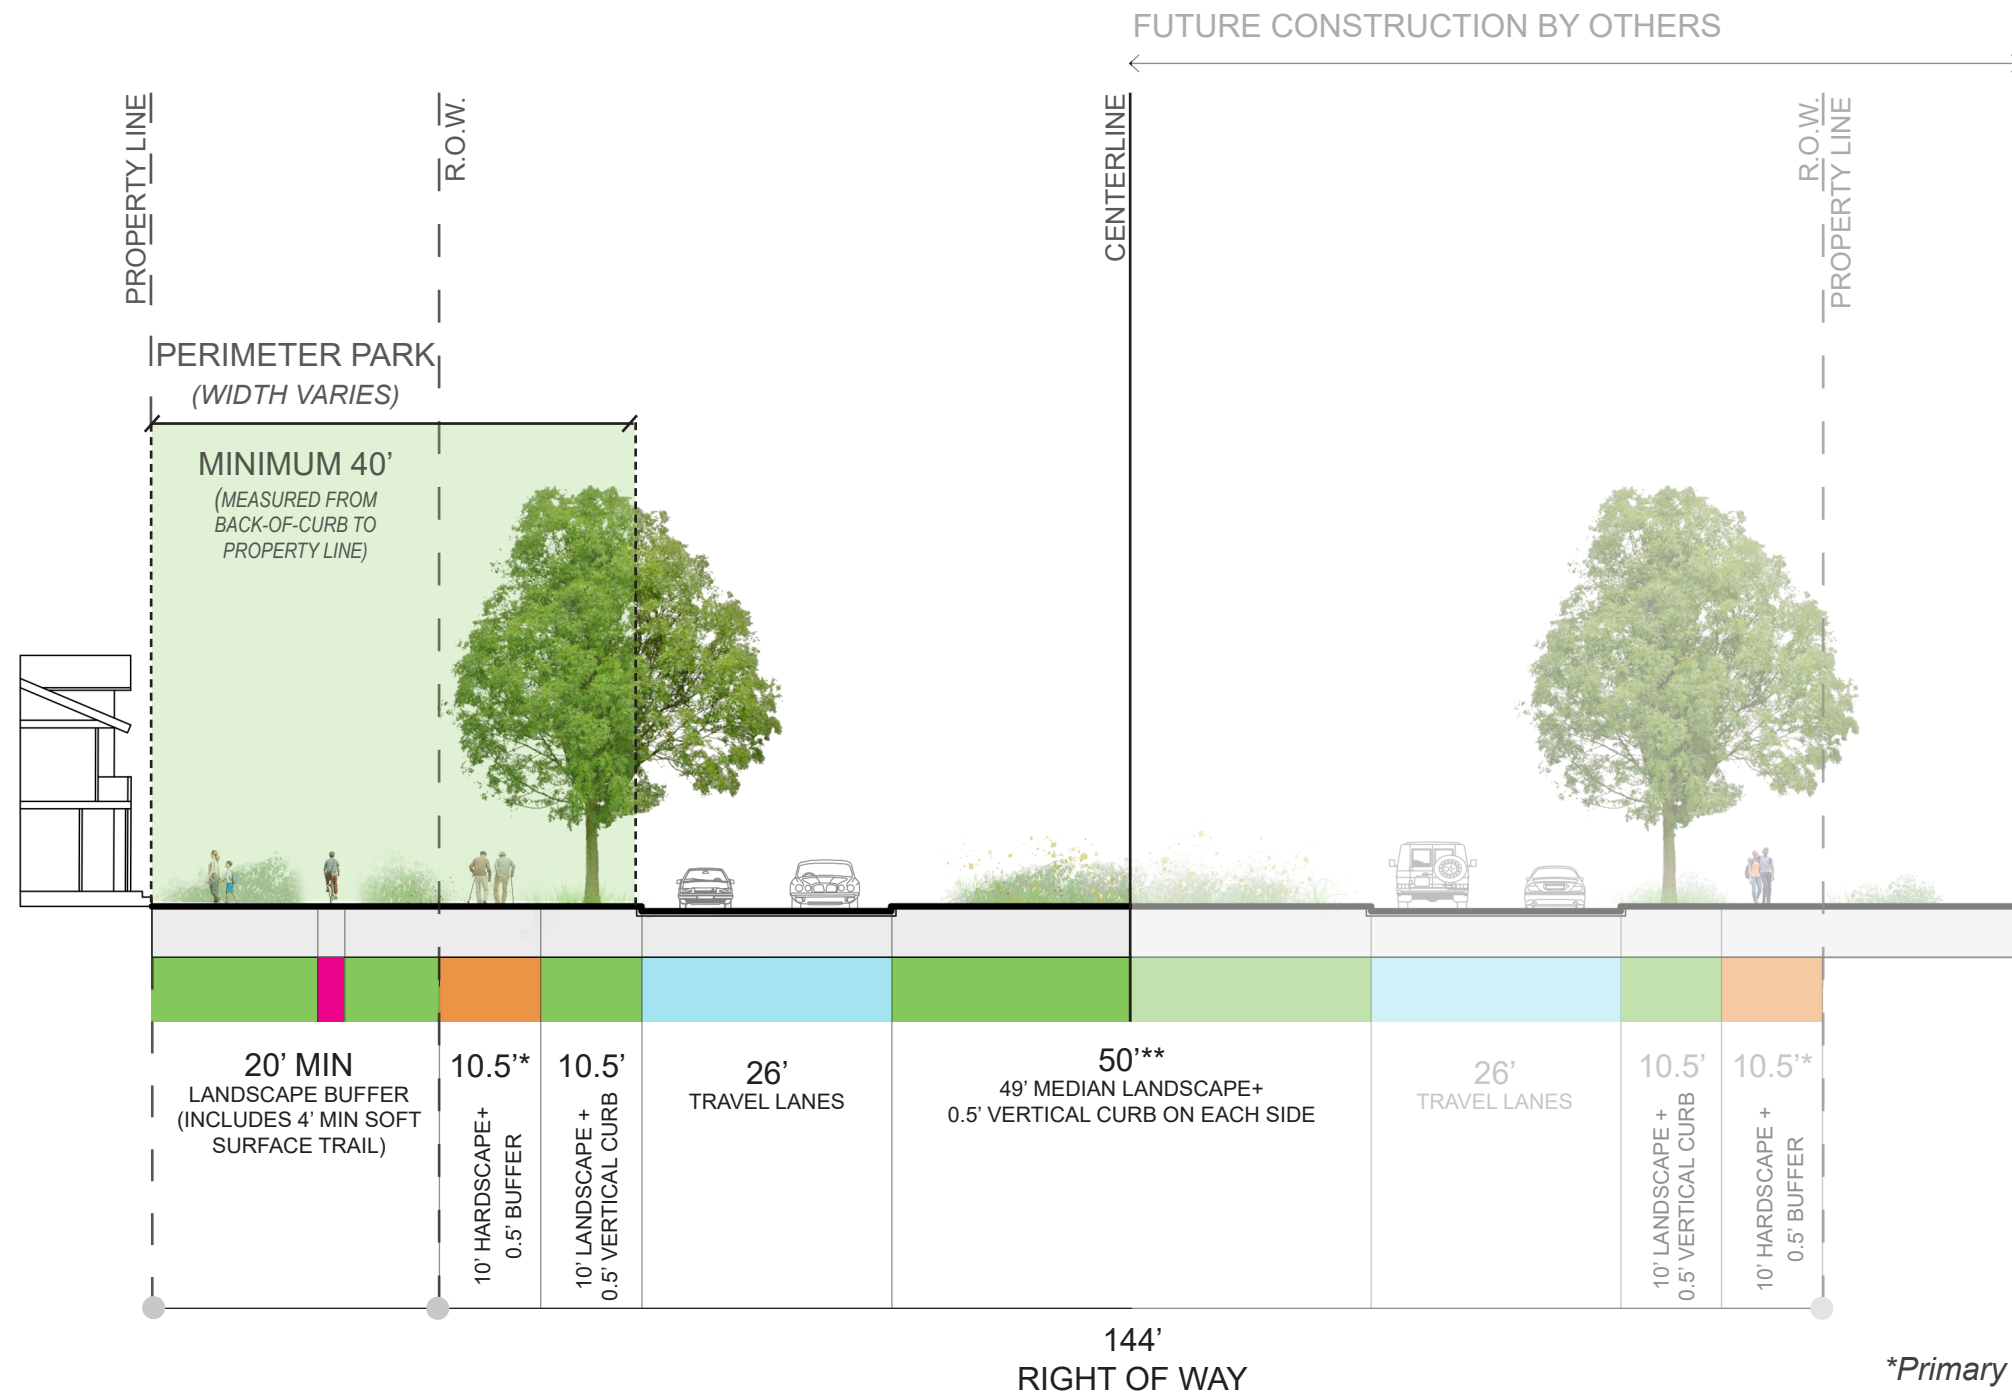 FUTURE CONSTRUCTION BY OTHERS
PROPERTY LINE
R.O.W.
CENTERLINE
R.O.W.
PROPERTY LINE
PERIMETER PARK
(WIDTH VARIES)
MINIMUM 40’
(MEASURED FROM
BACK-OF-CURB TO
PROPERTY LINE)
20’ MIN
LANDSCAPE BUFFER
(INCLUDES 4’ MIN SOFT
SURFACE TRAIL)
10.5’*
10’ HARDSCAPE+
0.5’ BUFFER
10.5’
10’ LANDSCAPE +
0.5’ VERTICAL CURB
26’
TRAVEL LANES
50’**
49’ MEDIAN LANDSCAPE+
0.5’ VERTICAL CURB ON EACH SIDE
26’
TRAVEL LANES
10.5’
10’ LANDSCAPE +
0.5’ VERTICAL CURB
10.5’*
10’ HARDSCAPE +
0.5’ BUFFER
144’
RIGHT OF WAY
*Primary